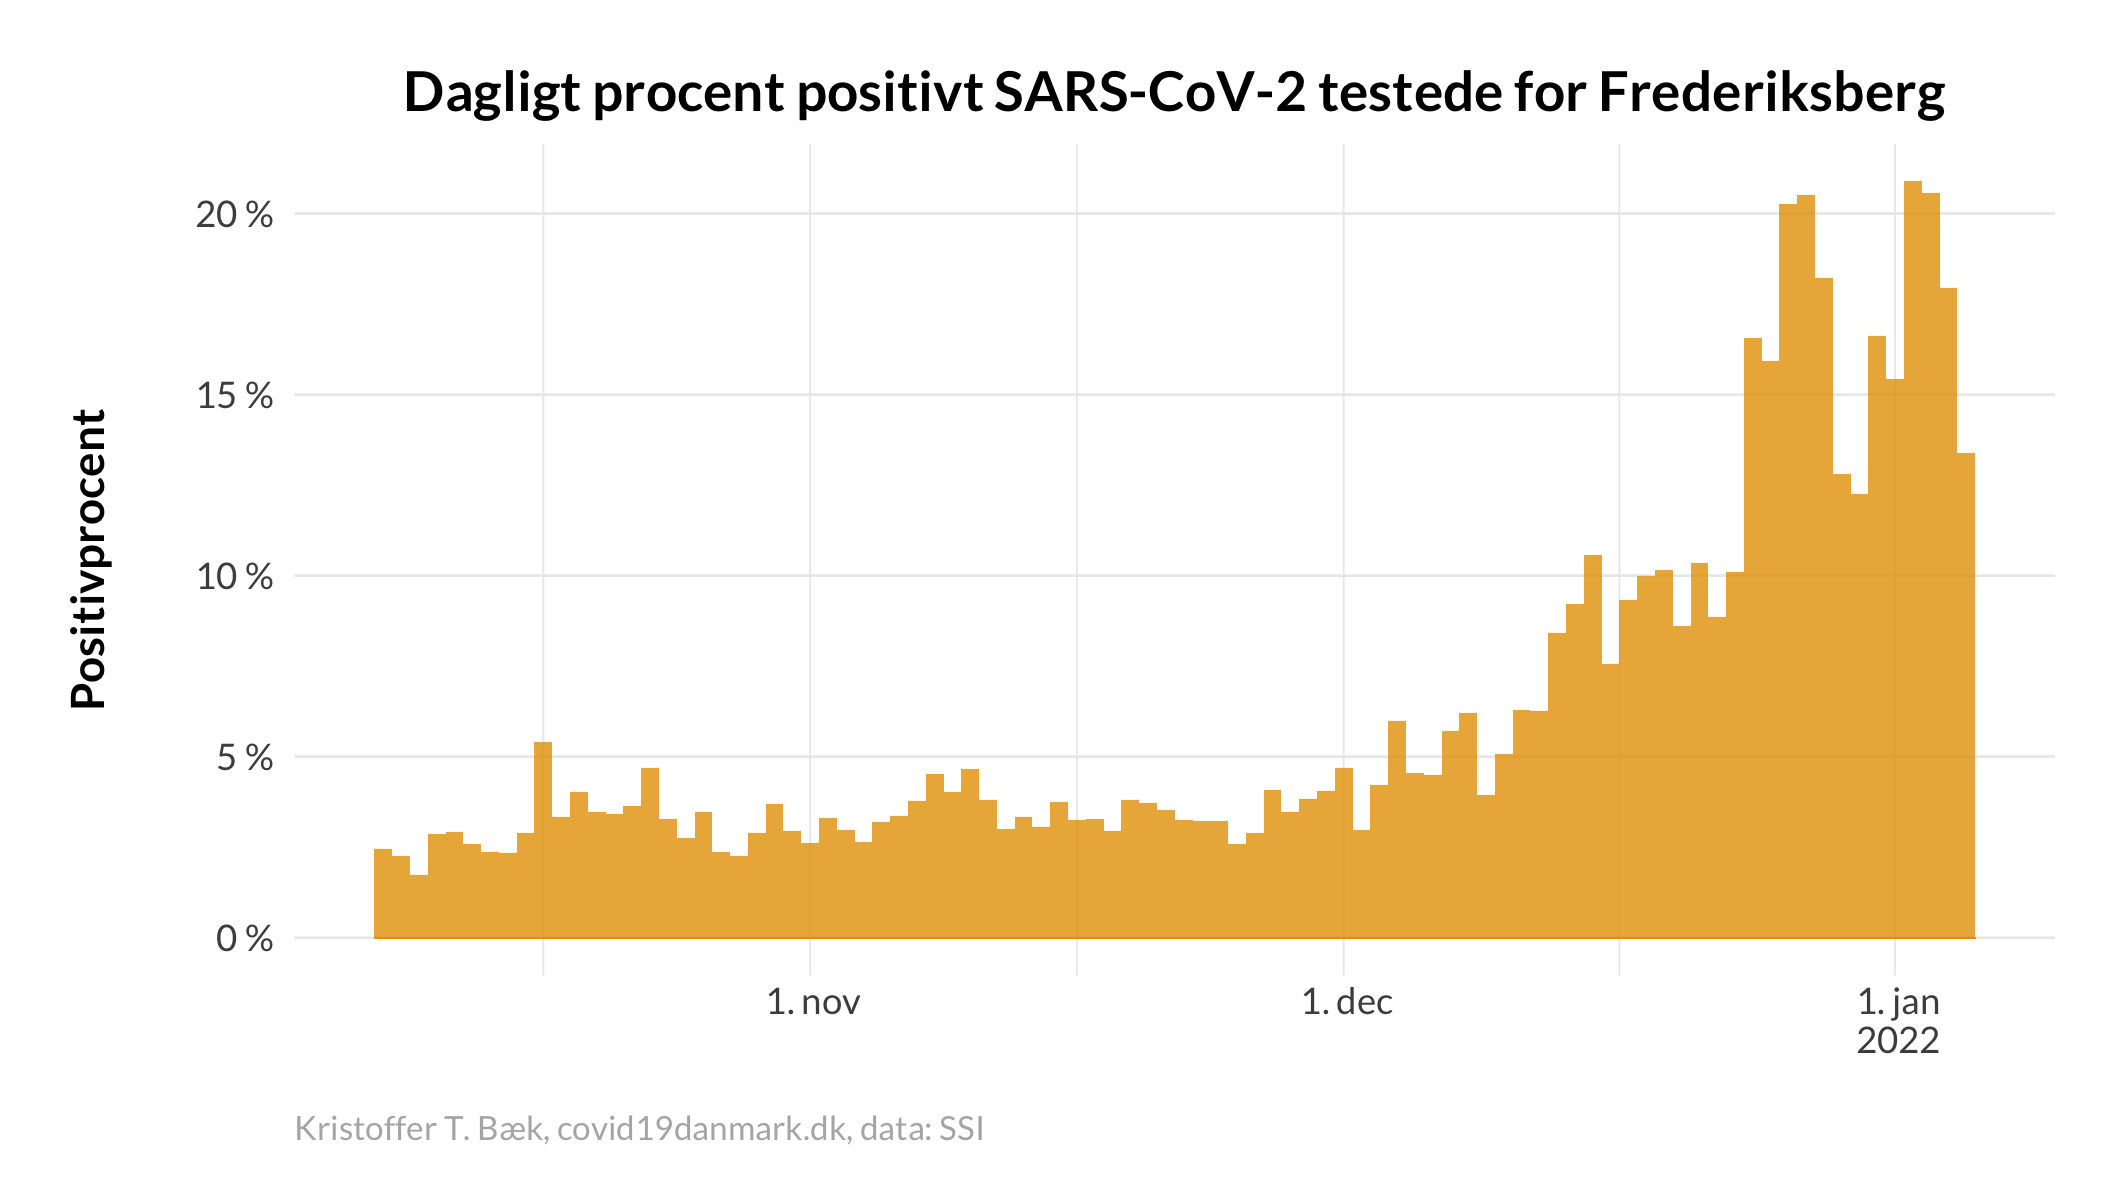 Dagligt procent positivt SARS-CoV-2 testede for Frederiksberg
Positivprocent
20 %
15 %
10 %
5 %
0 %
1. nov
1. dec
1. jan
2022
Kristoffer T. Bæk, covid19danmark.dk, data: SSI